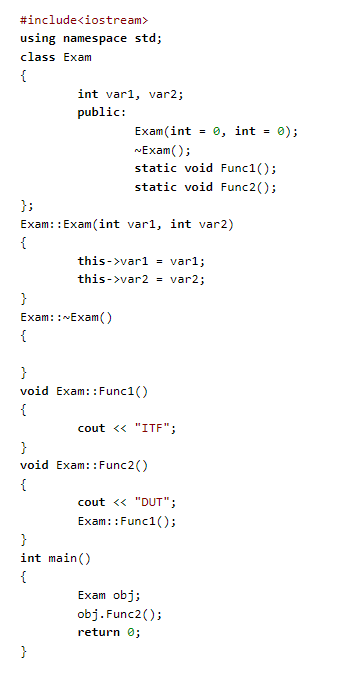 #include<iostream>
using namespace std;
class Exam
{
int var1, var2;
public:
Exam(int = 0, int = 0);
~Exam();
static void Func1();
static void Func2();
};
Exam::Exam(int var1, int var2)
{
this->var1 = var1;
this->var2 = var2;
}
Exam::~Exam()
{
}
void Exam::Func1()
{
cout << "ITF";
}
void Exam::Func2()
{
cout << "DUT";
Exam::Func1();
}
int main()
{
Exam obj;
obj.Func2();
return 0;
}